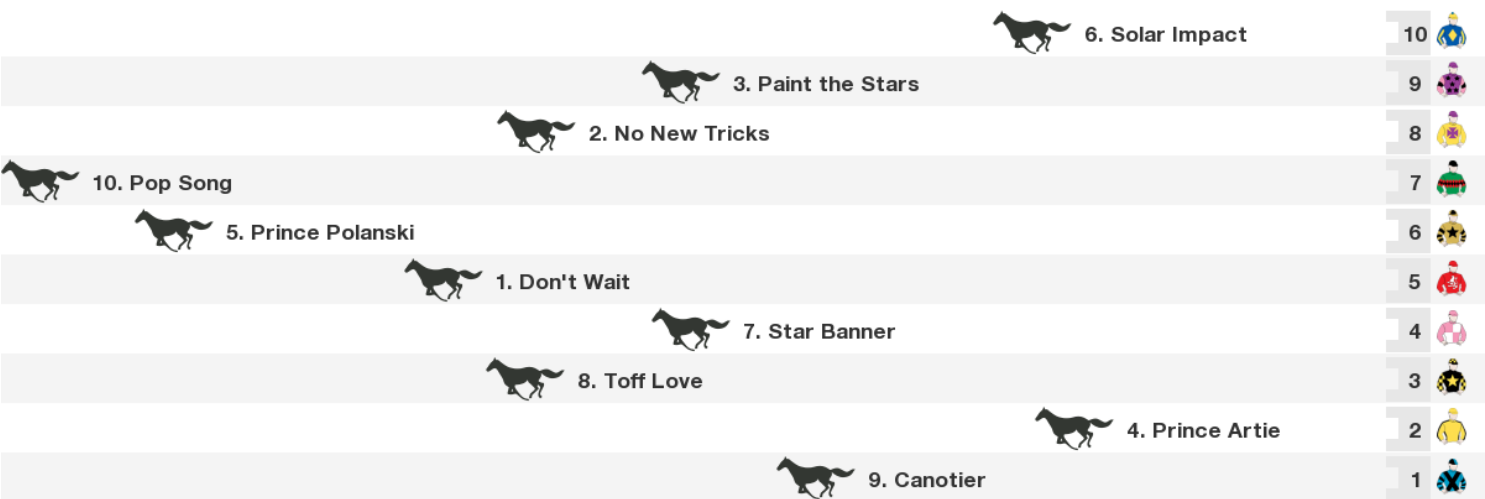 6. Solar Impact 10
3. Paint the Stars 9
2. No New Tricks 8
10. Pop Song 7
5. Prince Polanski 6
1. Don't Wait 5
7. Star Banner 4
8. Toff Love 3
4. Prince Artie 2
9. Canotier 1